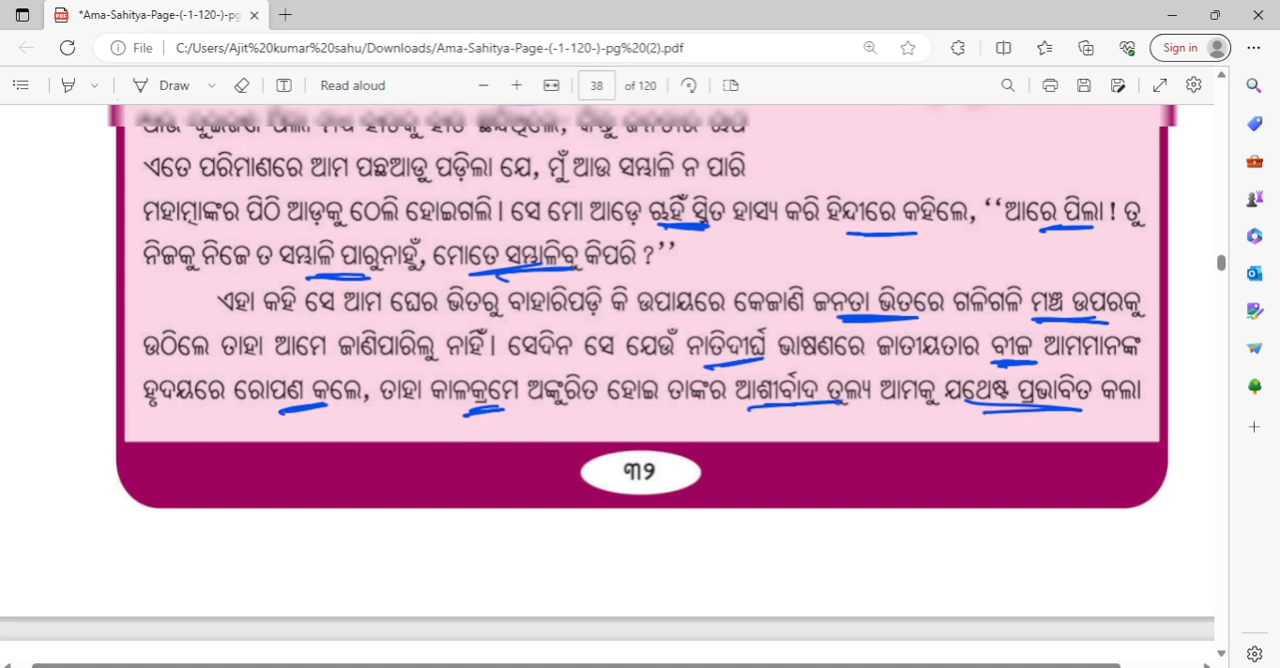 *Ama-Sahitya-Page-(-1-120-)-pg
File C:/Users/Ajit%20kumar%20sahu/Downloads/Ama-Sahitya-Page-(-1-120-)-pg%20(2).pdf Sign in
Draw Read aloud 38 of 120
ଏତେ ପରିମାଣରେ ଆମ ପଛଆଡୁ ପଡ଼ିଲା ଯେ, ମୁଁ ଆଉ ସମ୍ଭାଳି ନ ପାରି
ମହାତ୍ମାଙ୍କର ପିଠି ଆଡ଼କୁ ଠେଲି ହୋଇଗଲି । ସେ ମୋ ଆଡ଼େ ଋହିଁ ସ୍ମିତ ହାସ୍ୟ କରି ହିନ୍ଦୀରେ କହିଲେ, ‘‘ଆରେ ପିଲା ! ତୁ
ନିଜକୁ ନିଜେ ତ ସମ୍ଭାଳି ପାରୁନାହୁଁ, ମୋତେ ସମ୍ଭାଳିବୁ କିପରି ?’’
ଏହା କହି ସେ ଆମ ଘେର ଭିତରୁ ବାହାରିପଡ଼ି କି ଉପାୟରେ କେଜାଣି ଜନତା ଭିତରେ ଗଳିଗଳି ମଞ୍ଚ ଉପରକୁ
ଉଠିଲେ ତାହା ଆମେ ଜାଣିପାରିଲୁ ନାହିଁ । ସେଦିନ ସେ ଯେଉଁ ନାତିଦୀର୍ଘ ଭାଷଣରେ ଜାତୀୟତାର ବୀଜ ଆମମାନଙ୍କ
ହୃଦୟରେ ରୋପଣ କଲେ, ତାହା କାଳକ୍ରମେ ଅଙ୍କୁରିତ ହୋଇ ତାଙ୍କର ଆଶୀର୍ବାଦ ତୁଲ୍ୟ ଆମକୁ ଯଥେଷ୍ଟ ପ୍ରଭାବିତ କଲା
୩୨